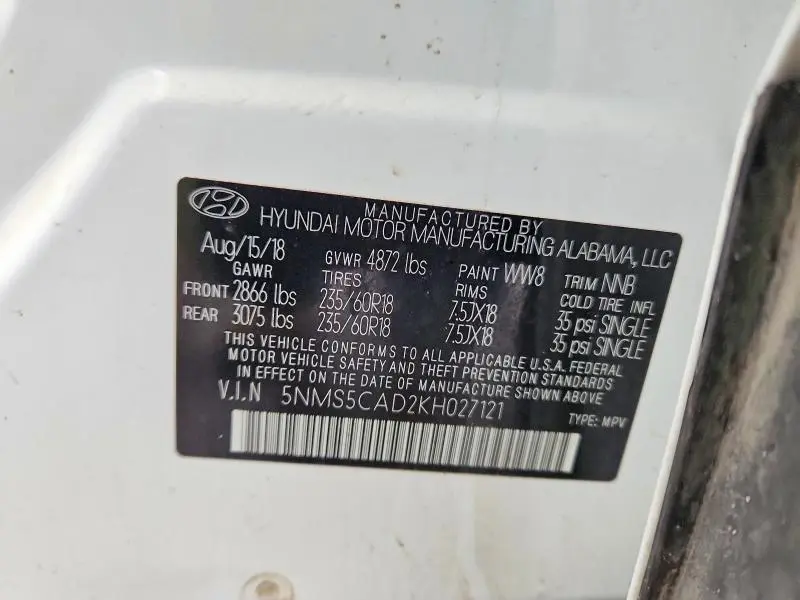 MANUFACTURED BY
HYUNDAI MOTOR MANUFACTURING ALABAMA, LLC
Aug/15/18 GVWR 4872 lbs PAINT WW8 TRIM NNB
GAWR TIRES RIMS COLD TIRE INFL
FRONT 2866 lbs 235/60R18 7.5JX18 35 psi SINGLE
REAR 3075 lbs 235/60R18 7.5JX18 35 psi SINGLE
THIS VEHICLE CONFORMS TO ALL APPLICABLE U.S.A. FEDERAL
MOTOR VEHICLE SAFETY AND THEFT PREVENTION STANDARDS
IN EFFECT ON THE DATE OF MANUFACTURE SHOWN ABOVE
V.I.N 5NMS5CAD2KH027121 TYPE: MPV